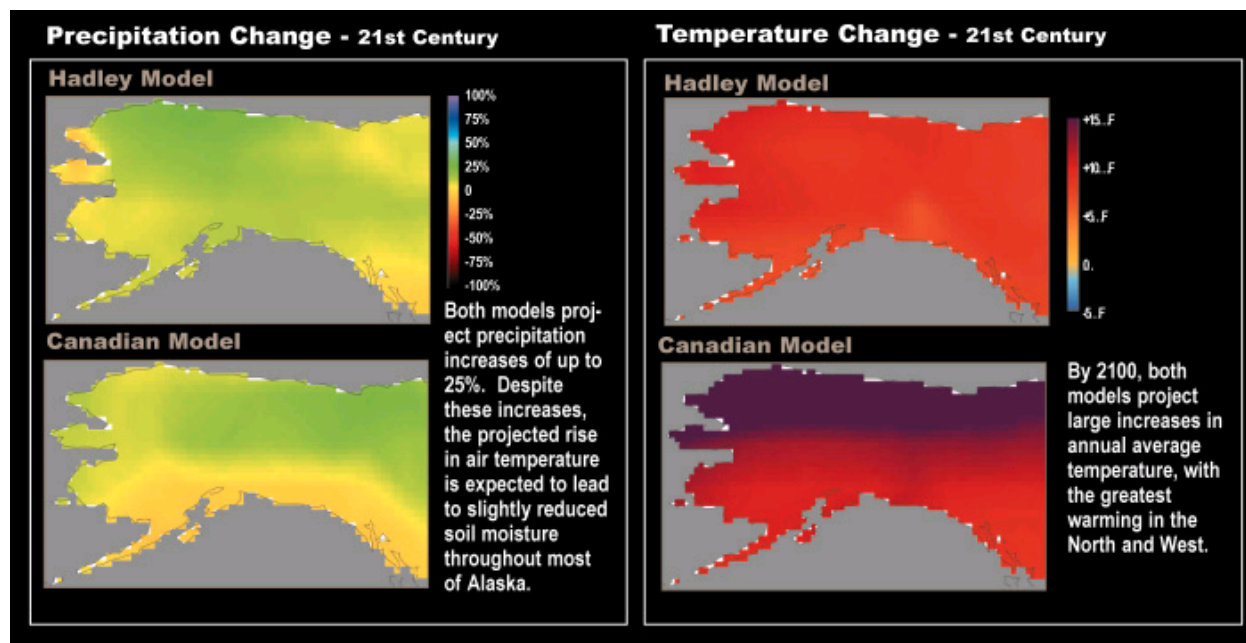 Precipitation Change - 21st Century
Hadley Model
100%
75%
50%
25%
0
-25%
-50%
-75%
-100%
Both models proj-
ect precipitation
increases of up to
25%. Despite
these increases,
the projected rise
in air temperature
is expected to lead
to slightly reduced
soil moisture
throughout most
of Alaska.
Canadian Model
Temperature Change - 21st Century
Hadley Model
+15..F
+10..F
+5..F
0.
-5..F
Canadian Model
By 2100, both
models project
large increases in
annual average
temperature, with
the greatest
warming in the
North and West.